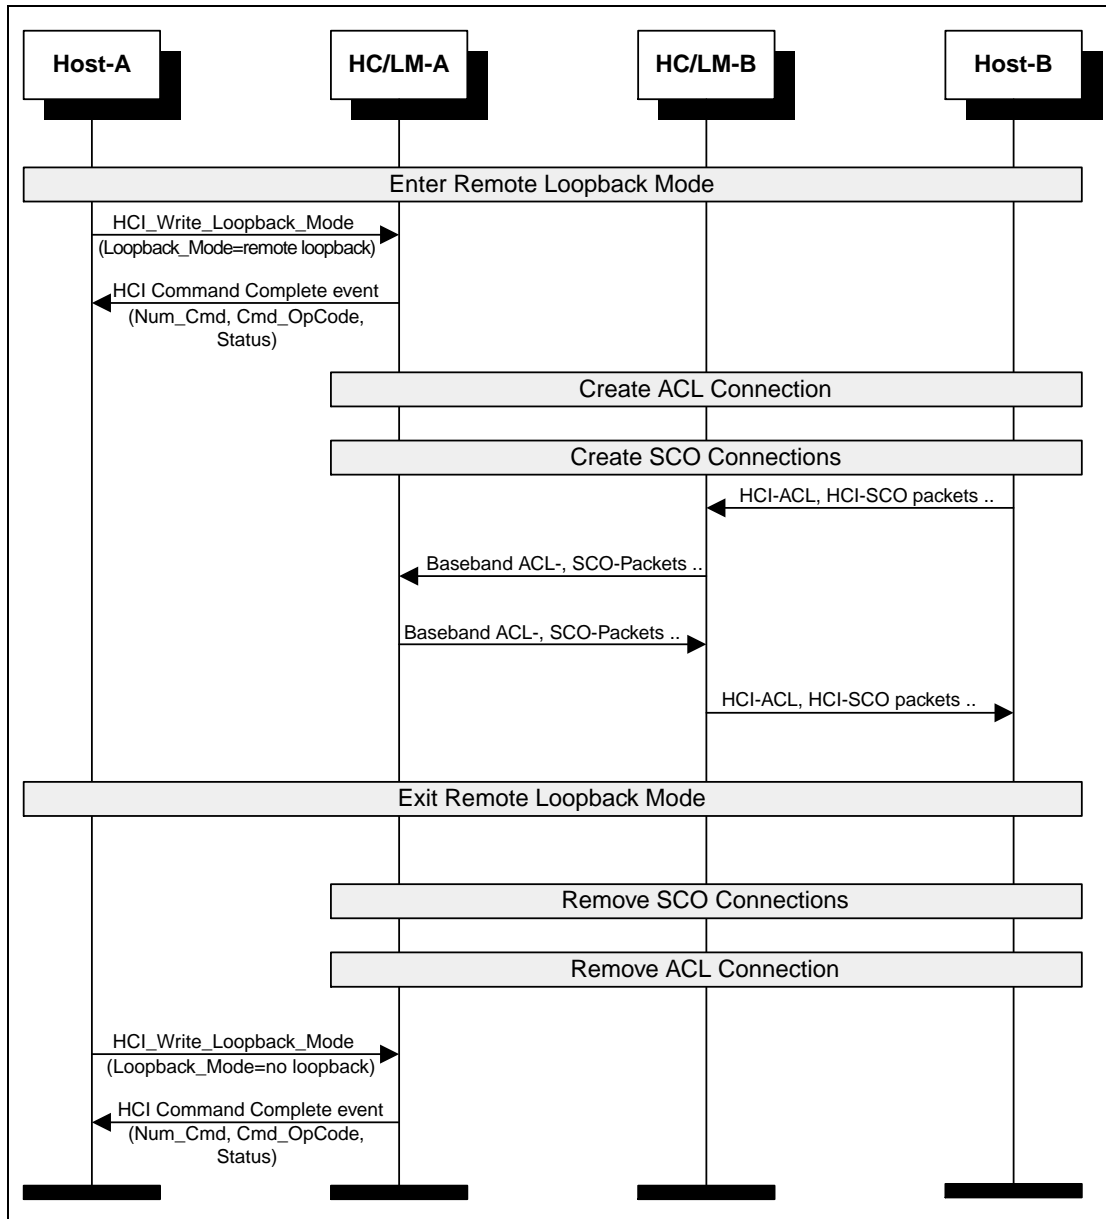 Host-A
HC/LM-A
HC/LM-B
Host-B
Enter Remote Loopback Mode
HCI_Write_Loopback_Mode
(Loopback_Mode=remote loopback)
HCI Command Complete event
(Num_Cmd, Cmd_OpCode,
Status)
Create ACL Connection
Create SCO Connections
HCI-ACL, HCI-SCO packets ..
Baseband ACL-, SCO-Packets ..
Baseband ACL-, SCO-Packets ..
HCI-ACL, HCI-SCO packets ..
Exit Remote Loopback Mode
Remove SCO Connections
Remove ACL Connection
HCI_Write_Loopback_Mode
(Loopback_Mode=no loopback)
HCI Command Complete event
(Num_Cmd, Cmd_OpCode,
Status)